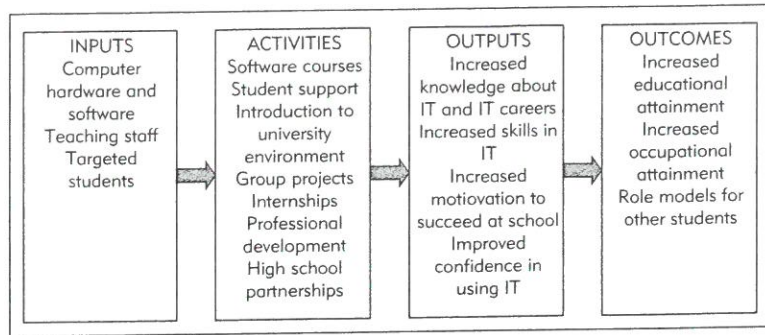 INPUTS
Computer
hardware and
software
Teaching staff
Targeted
students
ACTIVITIES
Software courses
Student support
Introduction to
university
environment
Group projects
Internships
Professional
development
High school
partnerships
OUTPUTS
Increased
knowledge about
IT and IT careers
Increased skills in
IT
Increased
motiovation to
succeed at school
Improved
confidence in
using IT
OUTCOMES
Increased
educational
attainment
Increased
occupational
attainment
Role models for
other students